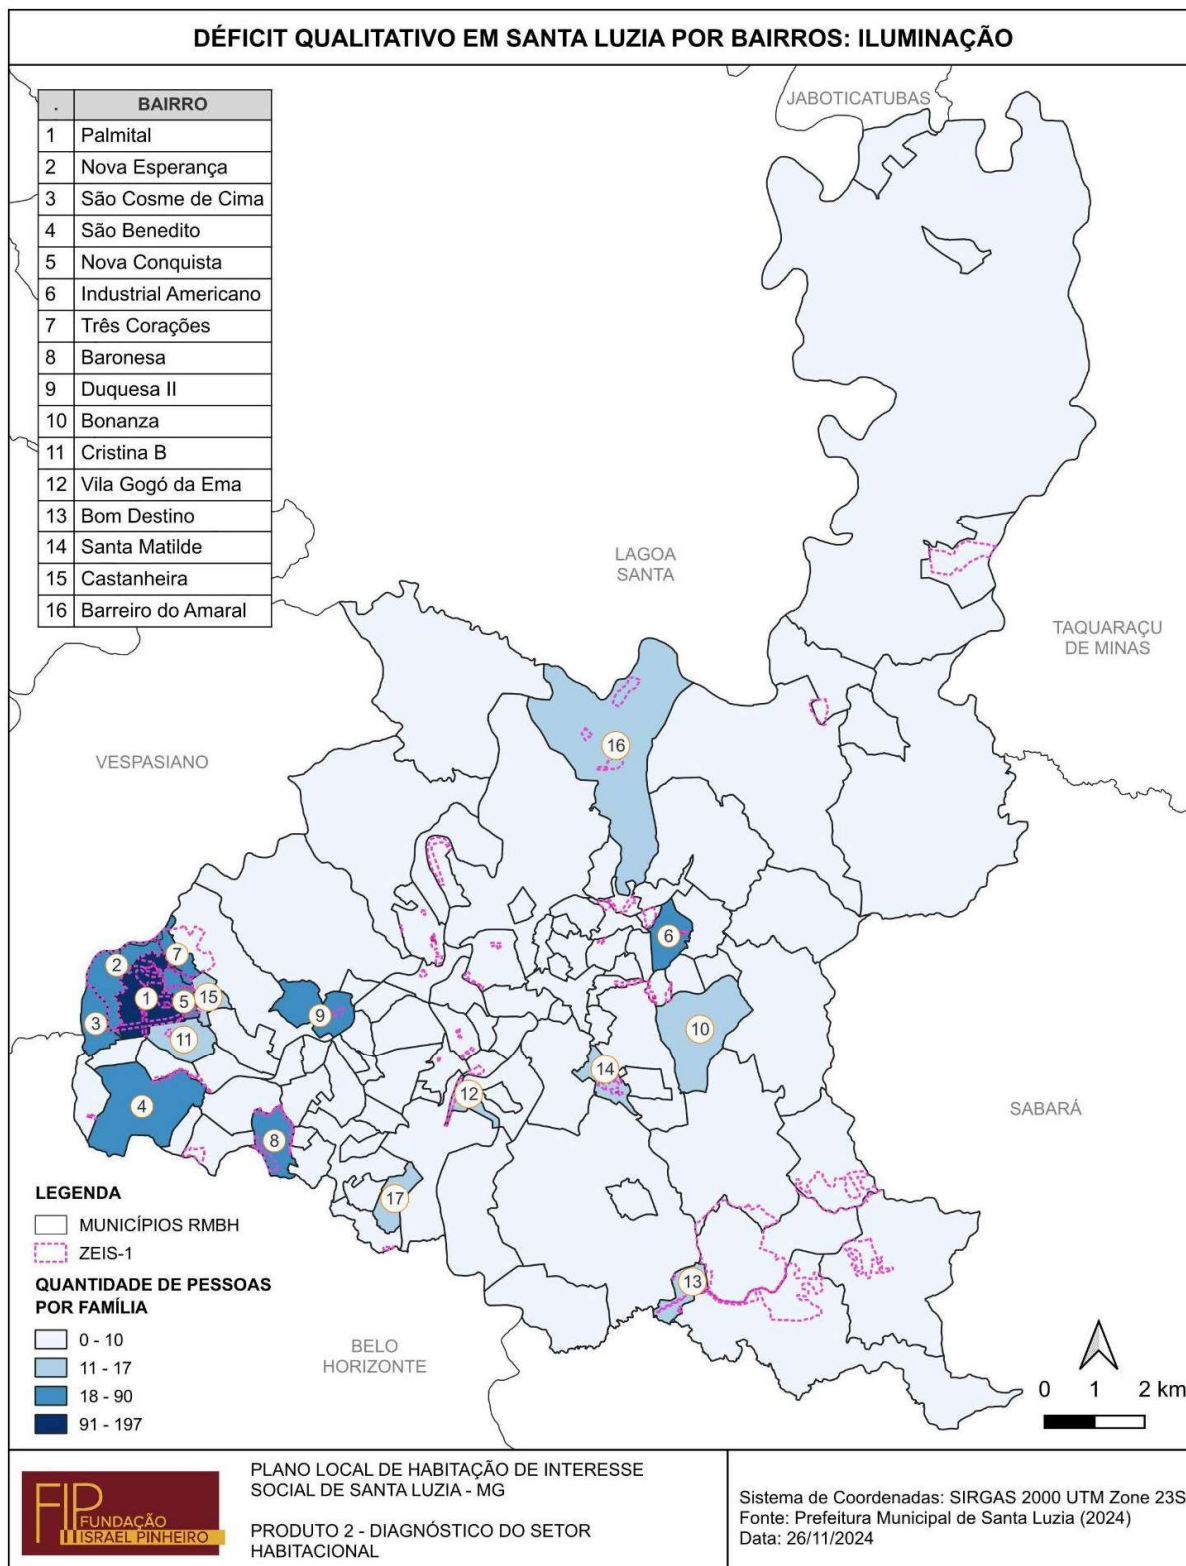 DÉFICIT QUALITATIVO EM SANTA LUZIA POR BAIRROS: ILUMINAÇÃO
. BAIRRO
1 Palmital
2 Nova Esperança
3 São Cosme de Cima
4 São Benedito
5 Nova Conquista
6 Industrial Americano
7 Três Corações
8 Baronesa
9 Duquesa II
10 Bonanza
11 Cristina B
12 Vila Gogó da Ema
13 Bom Destino
14 Santa Matilde
15 Castanheira
16 Barreiro do Amaral
JABOTICATUBAS
LAGOA
SANTA
TAQUARAÇU
DE MINAS
VESPASIANO
SABARÁ
BELO
HORIZONTE
16
6
2
7
1
5
15
3
9
11
10
14
12
4
8
17
13
LEGENDA
MUNICÍPIOS RMBH
ZEIS-1
QUANTIDADE DE PESSOAS
POR FAMÍLIA
0 - 10
11 - 17
18 - 90
91 - 197
0 1 2 km
FIP
FUNDAÇÃO
ISRAEL PINHEIRO
PLANO LOCAL DE HABITAÇÃO DE INTERESSE
SOCIAL DE SANTA LUZIA - MG
PRODUTO 2 - DIAGNÓSTICO DO SETOR
HABITACIONAL
Sistema de Coordenadas: SIRGAS 2000 UTM Zone 23S
Fonte: Prefeitura Municipal de Santa Luzia (2024)
Data: 26/11/2024